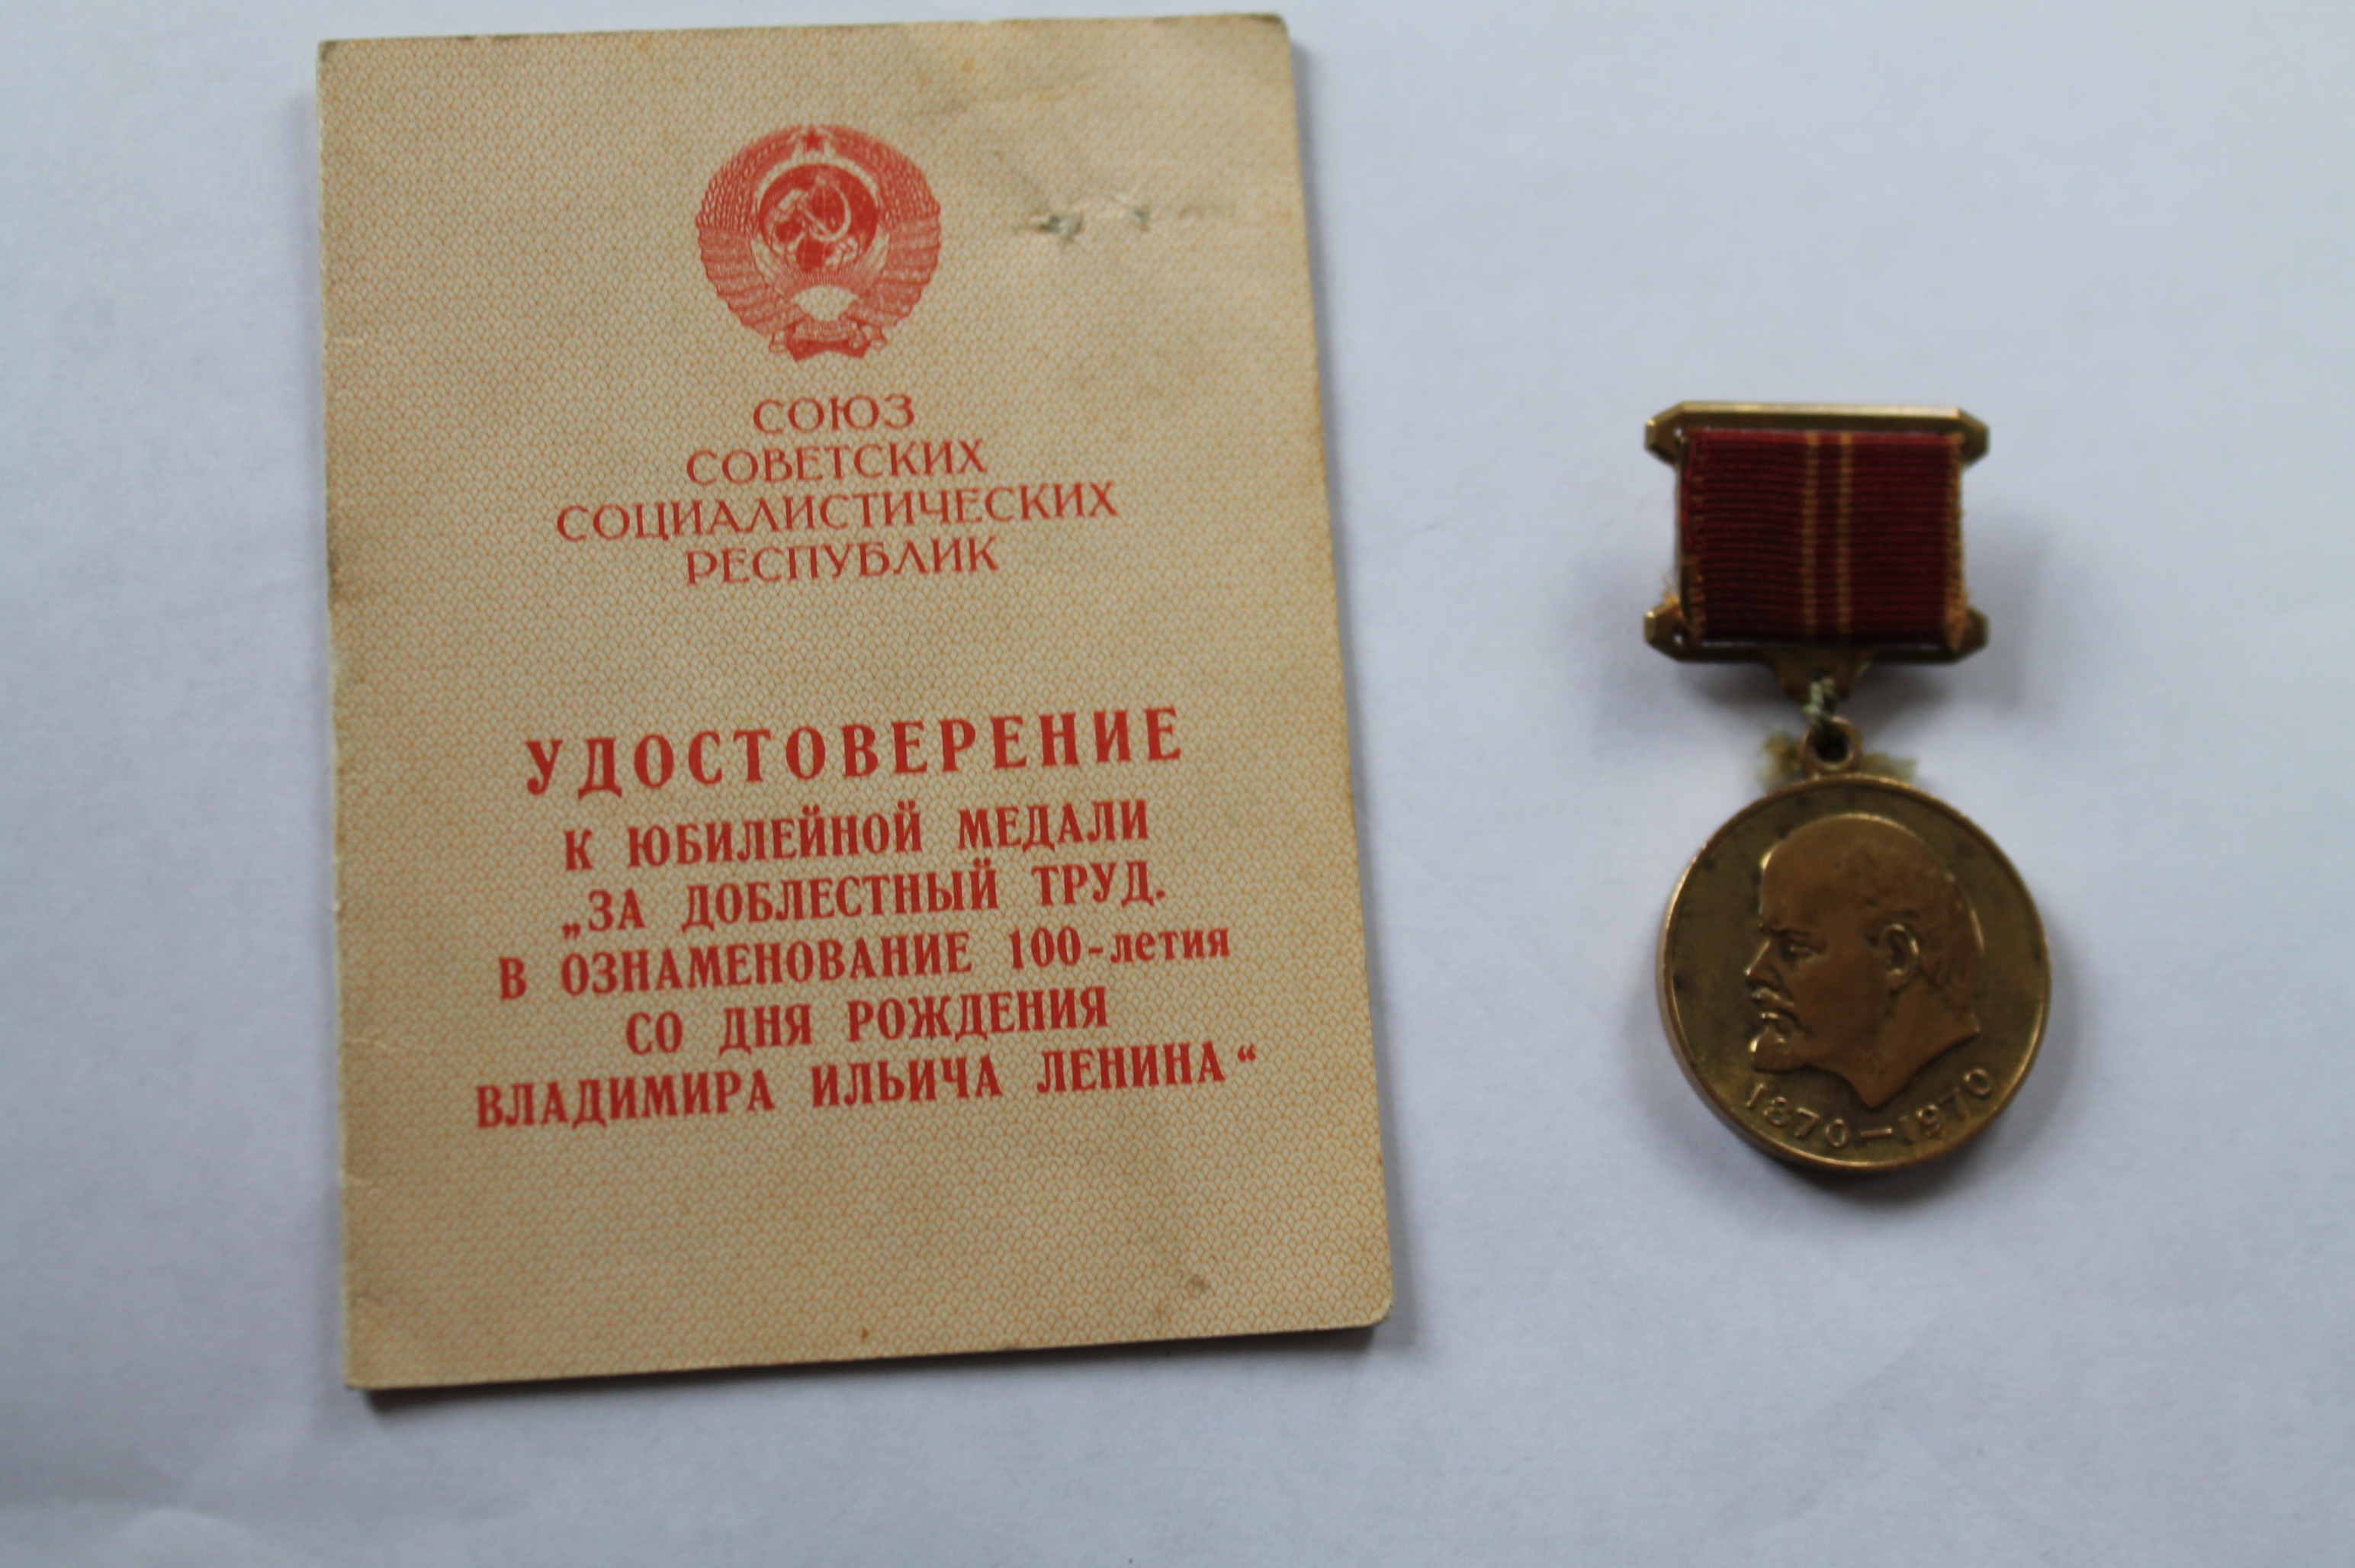 СОЮЗ
СОВЕТСКИХ
СОЦИАЛИСТИЧЕСКИХ
РЕСПУБЛИК
УДОСТОВЕРЕНИЕ
К ЮБИЛЕЙНОЙ МЕДАЛИ
„ЗА ДОБЛЕСТНЫЙ ТРУД.
В ОЗНАМЕНОВАНИЕ 100-летия
СО ДНЯ РОЖДЕНИЯ
ВЛАДИМИРА ИЛЬИЧА ЛЕНИНА“
1870–1970